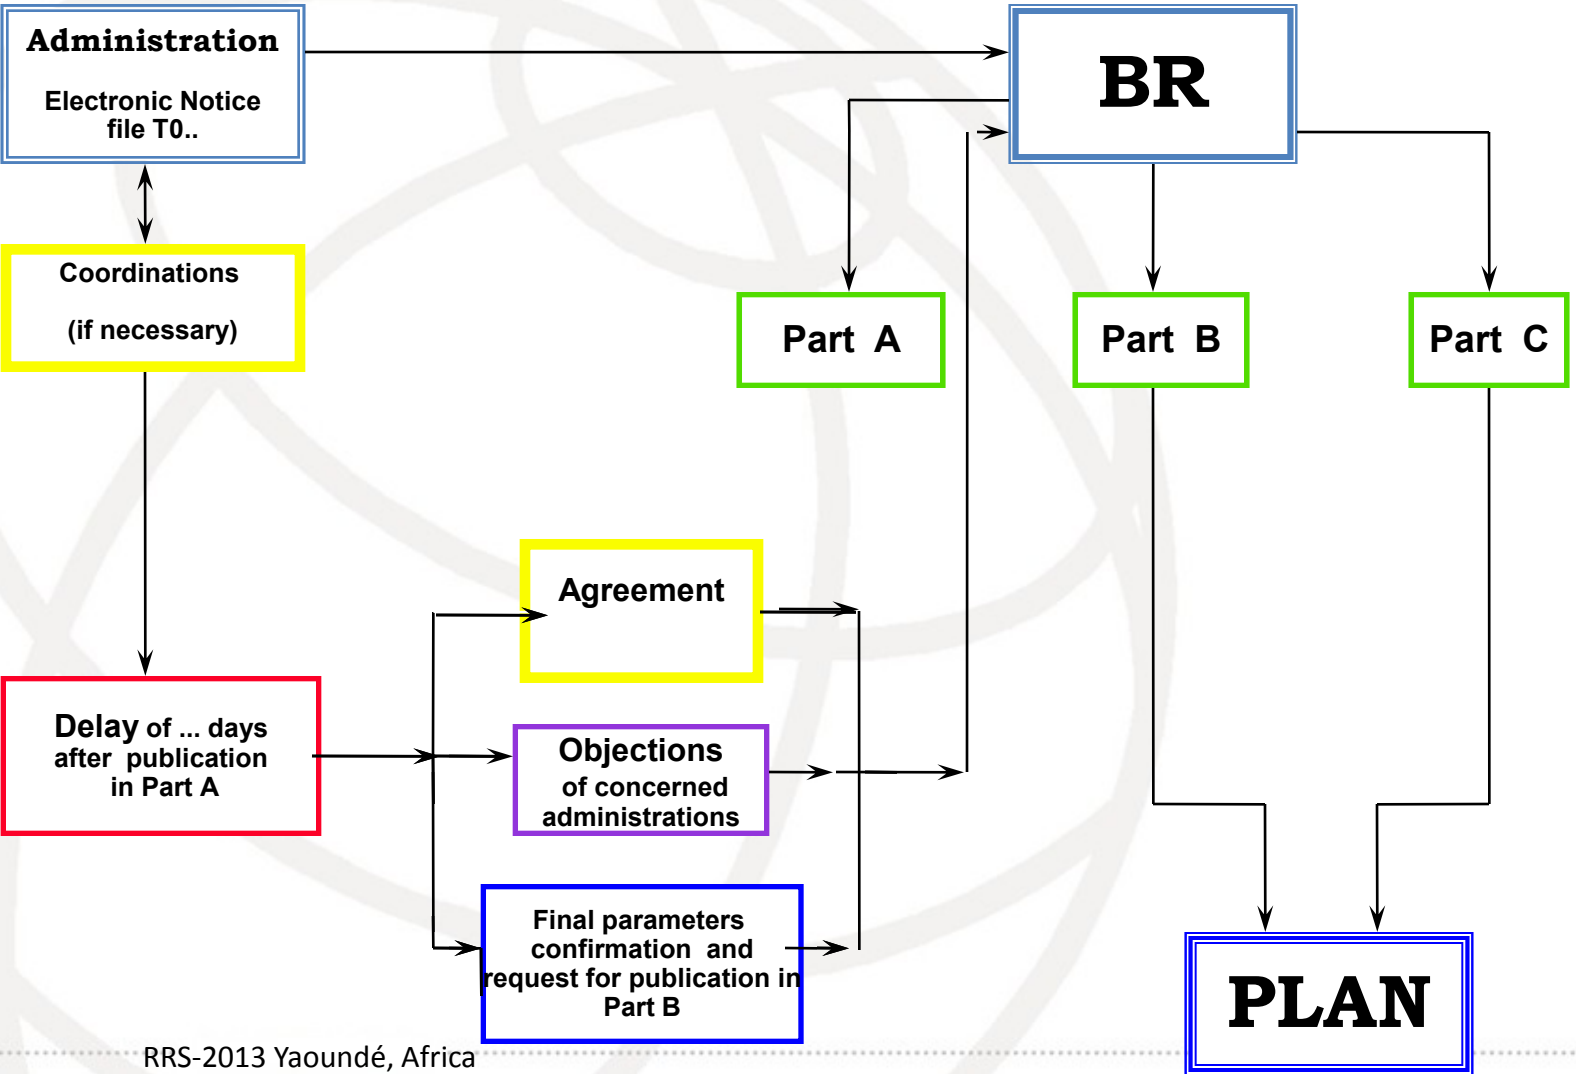 Administration
Electronic Notice
file T0..
BR
Coordinations
(if necessary)
Part A
Part B
Part C
Agreement
Delay of ... days
after publication
in Part A
Objections
of concerned
administrations
Final parameters
confirmation and
request for publication in
Part B
PLAN
RRS-2013 Yaoundé, Africa